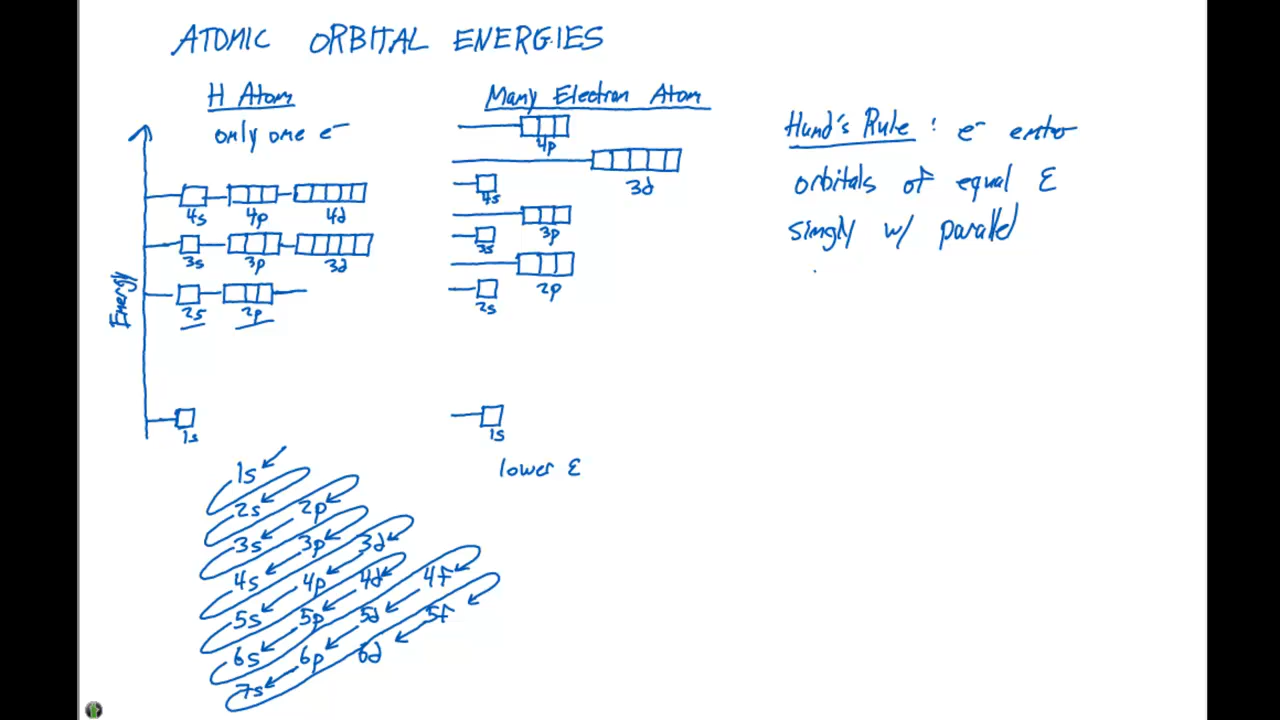 ATOMIC ORBITAL ENERGIES
H Atom
only one e⁻
Energy
4s 4p 4d
3s 3p 3d
2s 2p
1s
Many Electron Atom
4p
3d
4s
3p
3s
2p
2s
1s
lower E
1s
2s 2p
3s 3p 3d
4s 4p 4d 4f
5s 5p 5d 5f
6s 6p 6d
7s
Hund's Rule : e⁻ enter
orbitals of equal E
singly w/ parallel